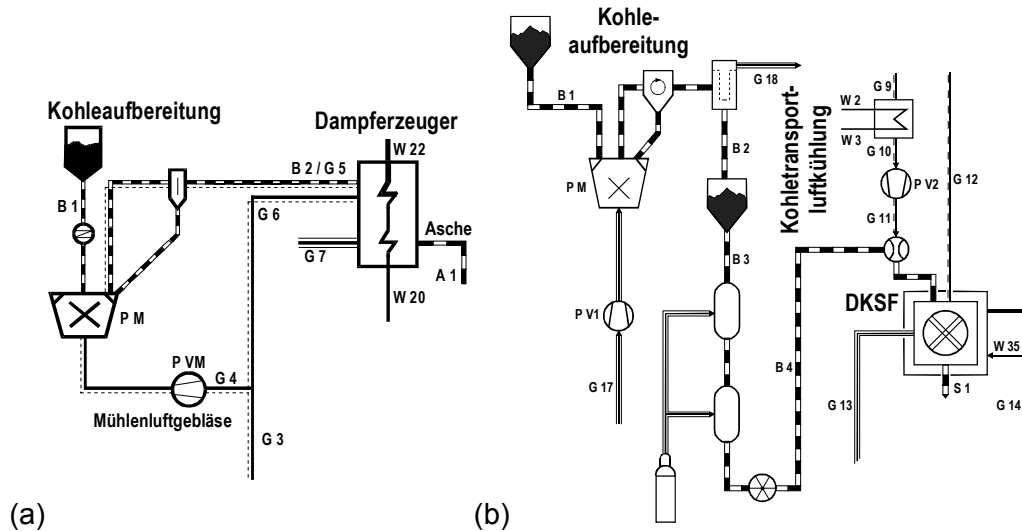 Kohleaufbereitung
B 1
P M
P VM
Mühlenluftgebläse
G 4
G 3
B 2 / G 5
G 6
G 7
Dampferzeuger
W 22
W 20
Asche
A 1
(a)
Kohle-
aufbereitung
B 1
P M
P V1
G 17
G 18
B 2
B 3
B 4
Kohletransport-
luftkühlung
G 9
W 2
W 3
G 10
P V2
G 11
G 12
DKSF
W 35
S 1
G 13
G 14
(b)